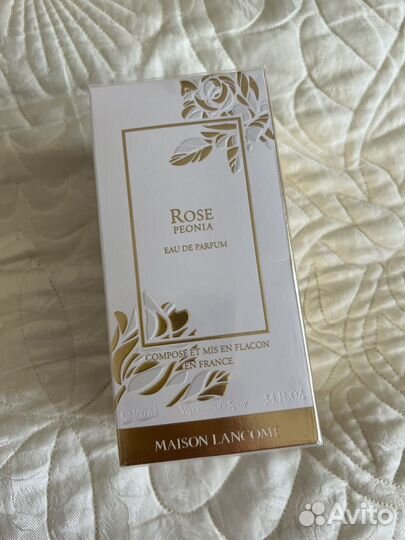 ROSE
PEONIA
EAU DE PARFUM
COMPOSÉ ET MIS EN FLACON
EN FRANCE
℮ 100 ml Vaporisateur Spray 3.4 FL.OZ.
MAISON LANCÔME
Avito